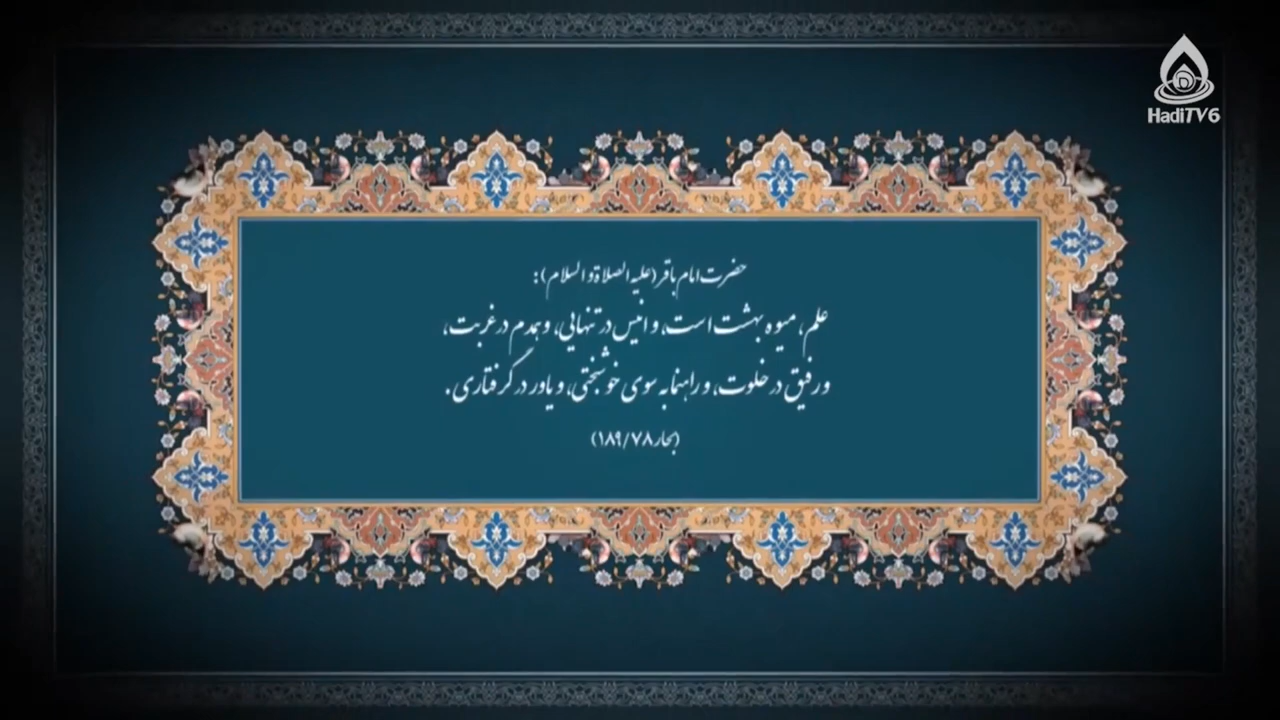 HadiTV6
حضرت امام باقر (علیه الصلاة و السلام):
علم، میوه بهشت است، و انیس در تنهایی، و همدم در غربت،
و رفیق در خلوت، و راهنما به سوی خوشبختی، و یاور در گرفتاری.
(بحار ۱۸۹/۷۸)